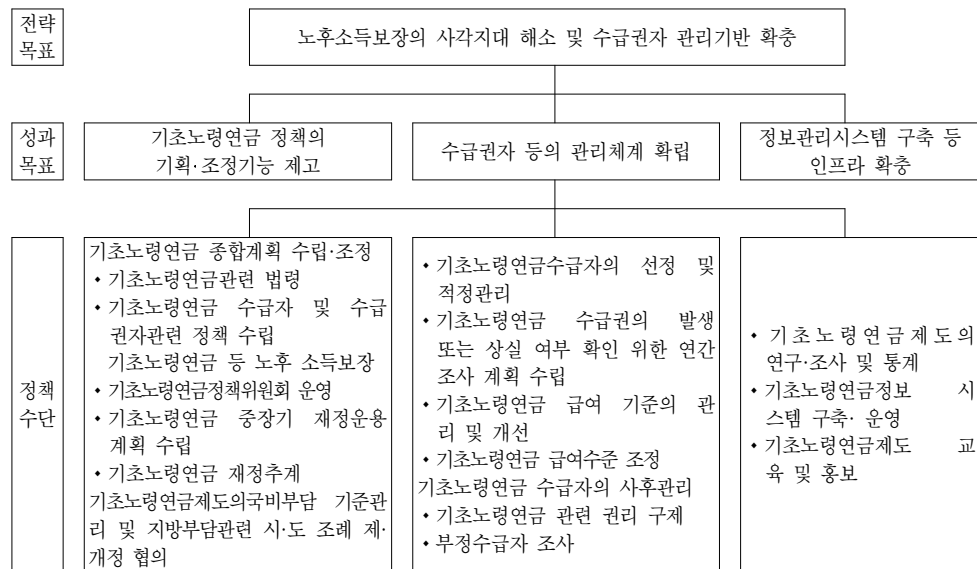 전략
목표
노후소득보장의 사각지대 해소 및 수급권자 관리기반 확충
성과
목표
기초노령연금 정책의
기획·조정기능 제고
수급권자 등의 관리체계 확립
정보관리시스템 구축 등
인프라 확충
정책
수단
기초노령연금 종합계획 수립·조정
• 기초노령연금관련 법령
• 기초노령연금 수급자 및 수급
권자관련 정책 수립
기초노령연금 등 노후 소득보장
• 기초노령연금정책위원회 운영
• 기초노령연금 중장기 재정운용
계획 수립
• 기초노령연금 재정추계
기초노령연금제도의국비부담 기준관
리 및 지방부담관련 시·도 조례 제·
개정 협의
• 기초노령연금수급자의 선정 및
적정관리
• 기초노령연금 수급권의 발생
또는 상실 여부 확인 위한 연간
조사 계획 수립
• 기초노령연금 급여 기준의 관
리 및 개선
• 기초노령연금 급여수준 조정
기초노령연금 수급자의 사후관리
• 기초노령연금 관련 권리 구제
• 부정수급자 조사
• 기초노령연금제도의
연구·조사 및 통계
• 기초노령연금정보 시
스템 구축· 운영
• 기초노령연금제도 교
육 및 홍보